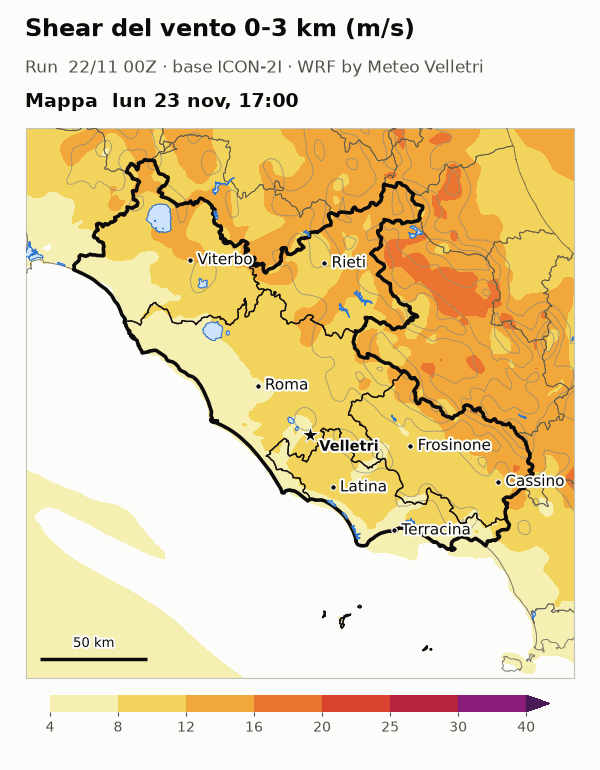 Shear del vento 0-3 km (m/s)
Run  22/11 00Z · base ICON-2I · WRF by Meteo Velletri
Mappa  lun 23 nov, 17:00
Viterbo
Rieti
Roma
Velletri
Frosinone
Cassino
Latina
Terracina
50 km
4 8 12 16 20 25 30 40